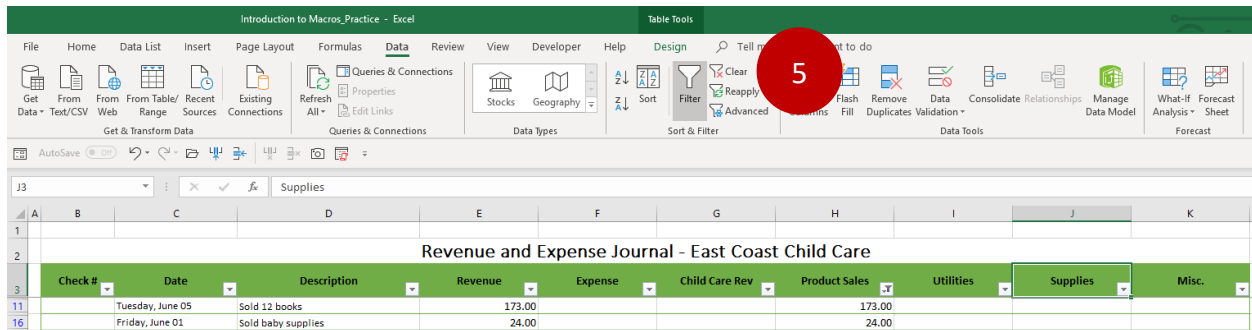 Introduction to Macros_Practice - Excel
Table Tools
File Home Data List Insert Page Layout Formulas Data Review View Developer Help Design Tell nt to do
5
Get Data
From Text/CSV
From Web
From Table/ Range
Recent Sources
Existing Connections
Get & Transform Data
Refresh All
Queries & Connections
Properties
Edit Links
Queries & Connections
Stocks
Geography
Data Types
Sort
Filter
Clear
Reapply
Advanced
Sort & Filter
Flash Fill
Remove Duplicates
Data Validation
Consolidate
Relationships
Manage Data Model
Data Tools
What-If Analysis
Forecast Sheet
Forecast
AutoSave Off
J3 fx Supplies
A B C D E F G H I J K
1
2 Revenue and Expense Journal - East Coast Child Care
3 Check # Date Description Revenue Expense Child Care Rev Product Sales Utilities Supplies Misc.
11 Tuesday, June 05 Sold 12 books 173.00 173.00
16 Friday, June 01 Sold baby supplies 24.00 24.00